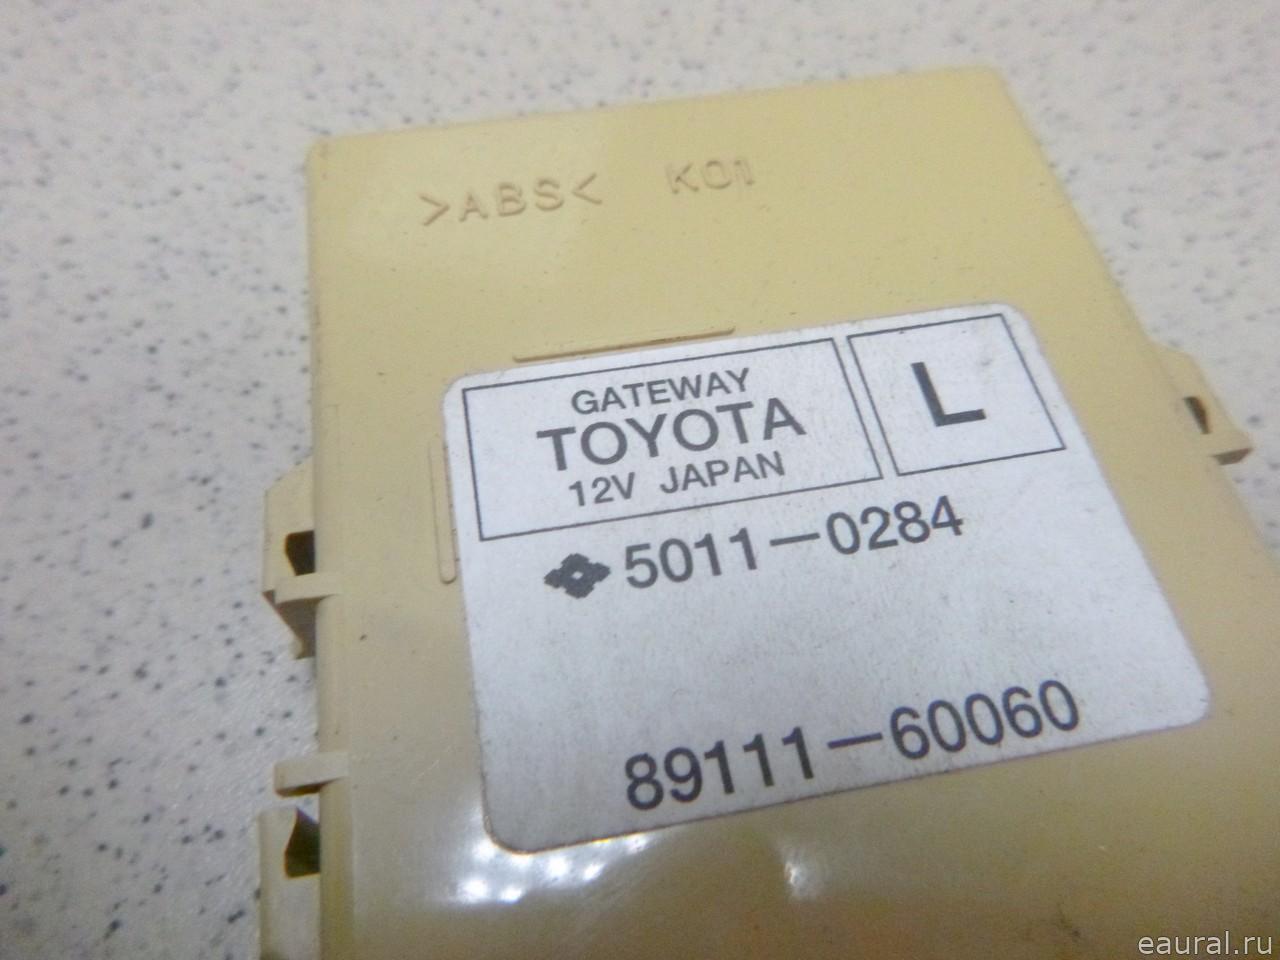 >ABS< K01
GATEWAY
TOYOTA
12V JAPAN
L
5011-0284
89111-60060
eaural.ru